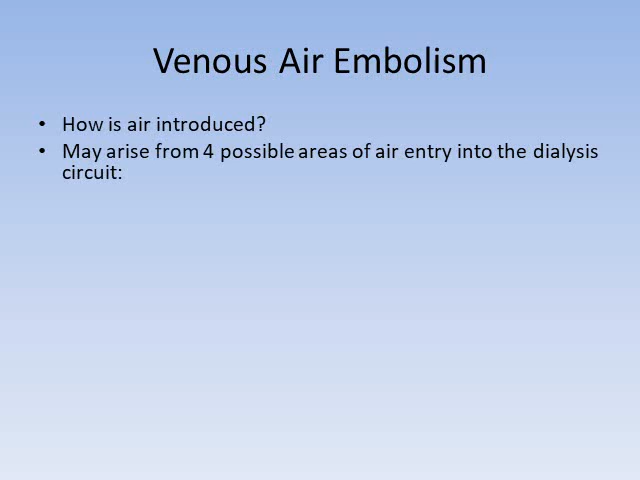 Venous Air Embolism
• How is air introduced?
• May arise from 4 possible areas of air entry into the dialysis
circuit: